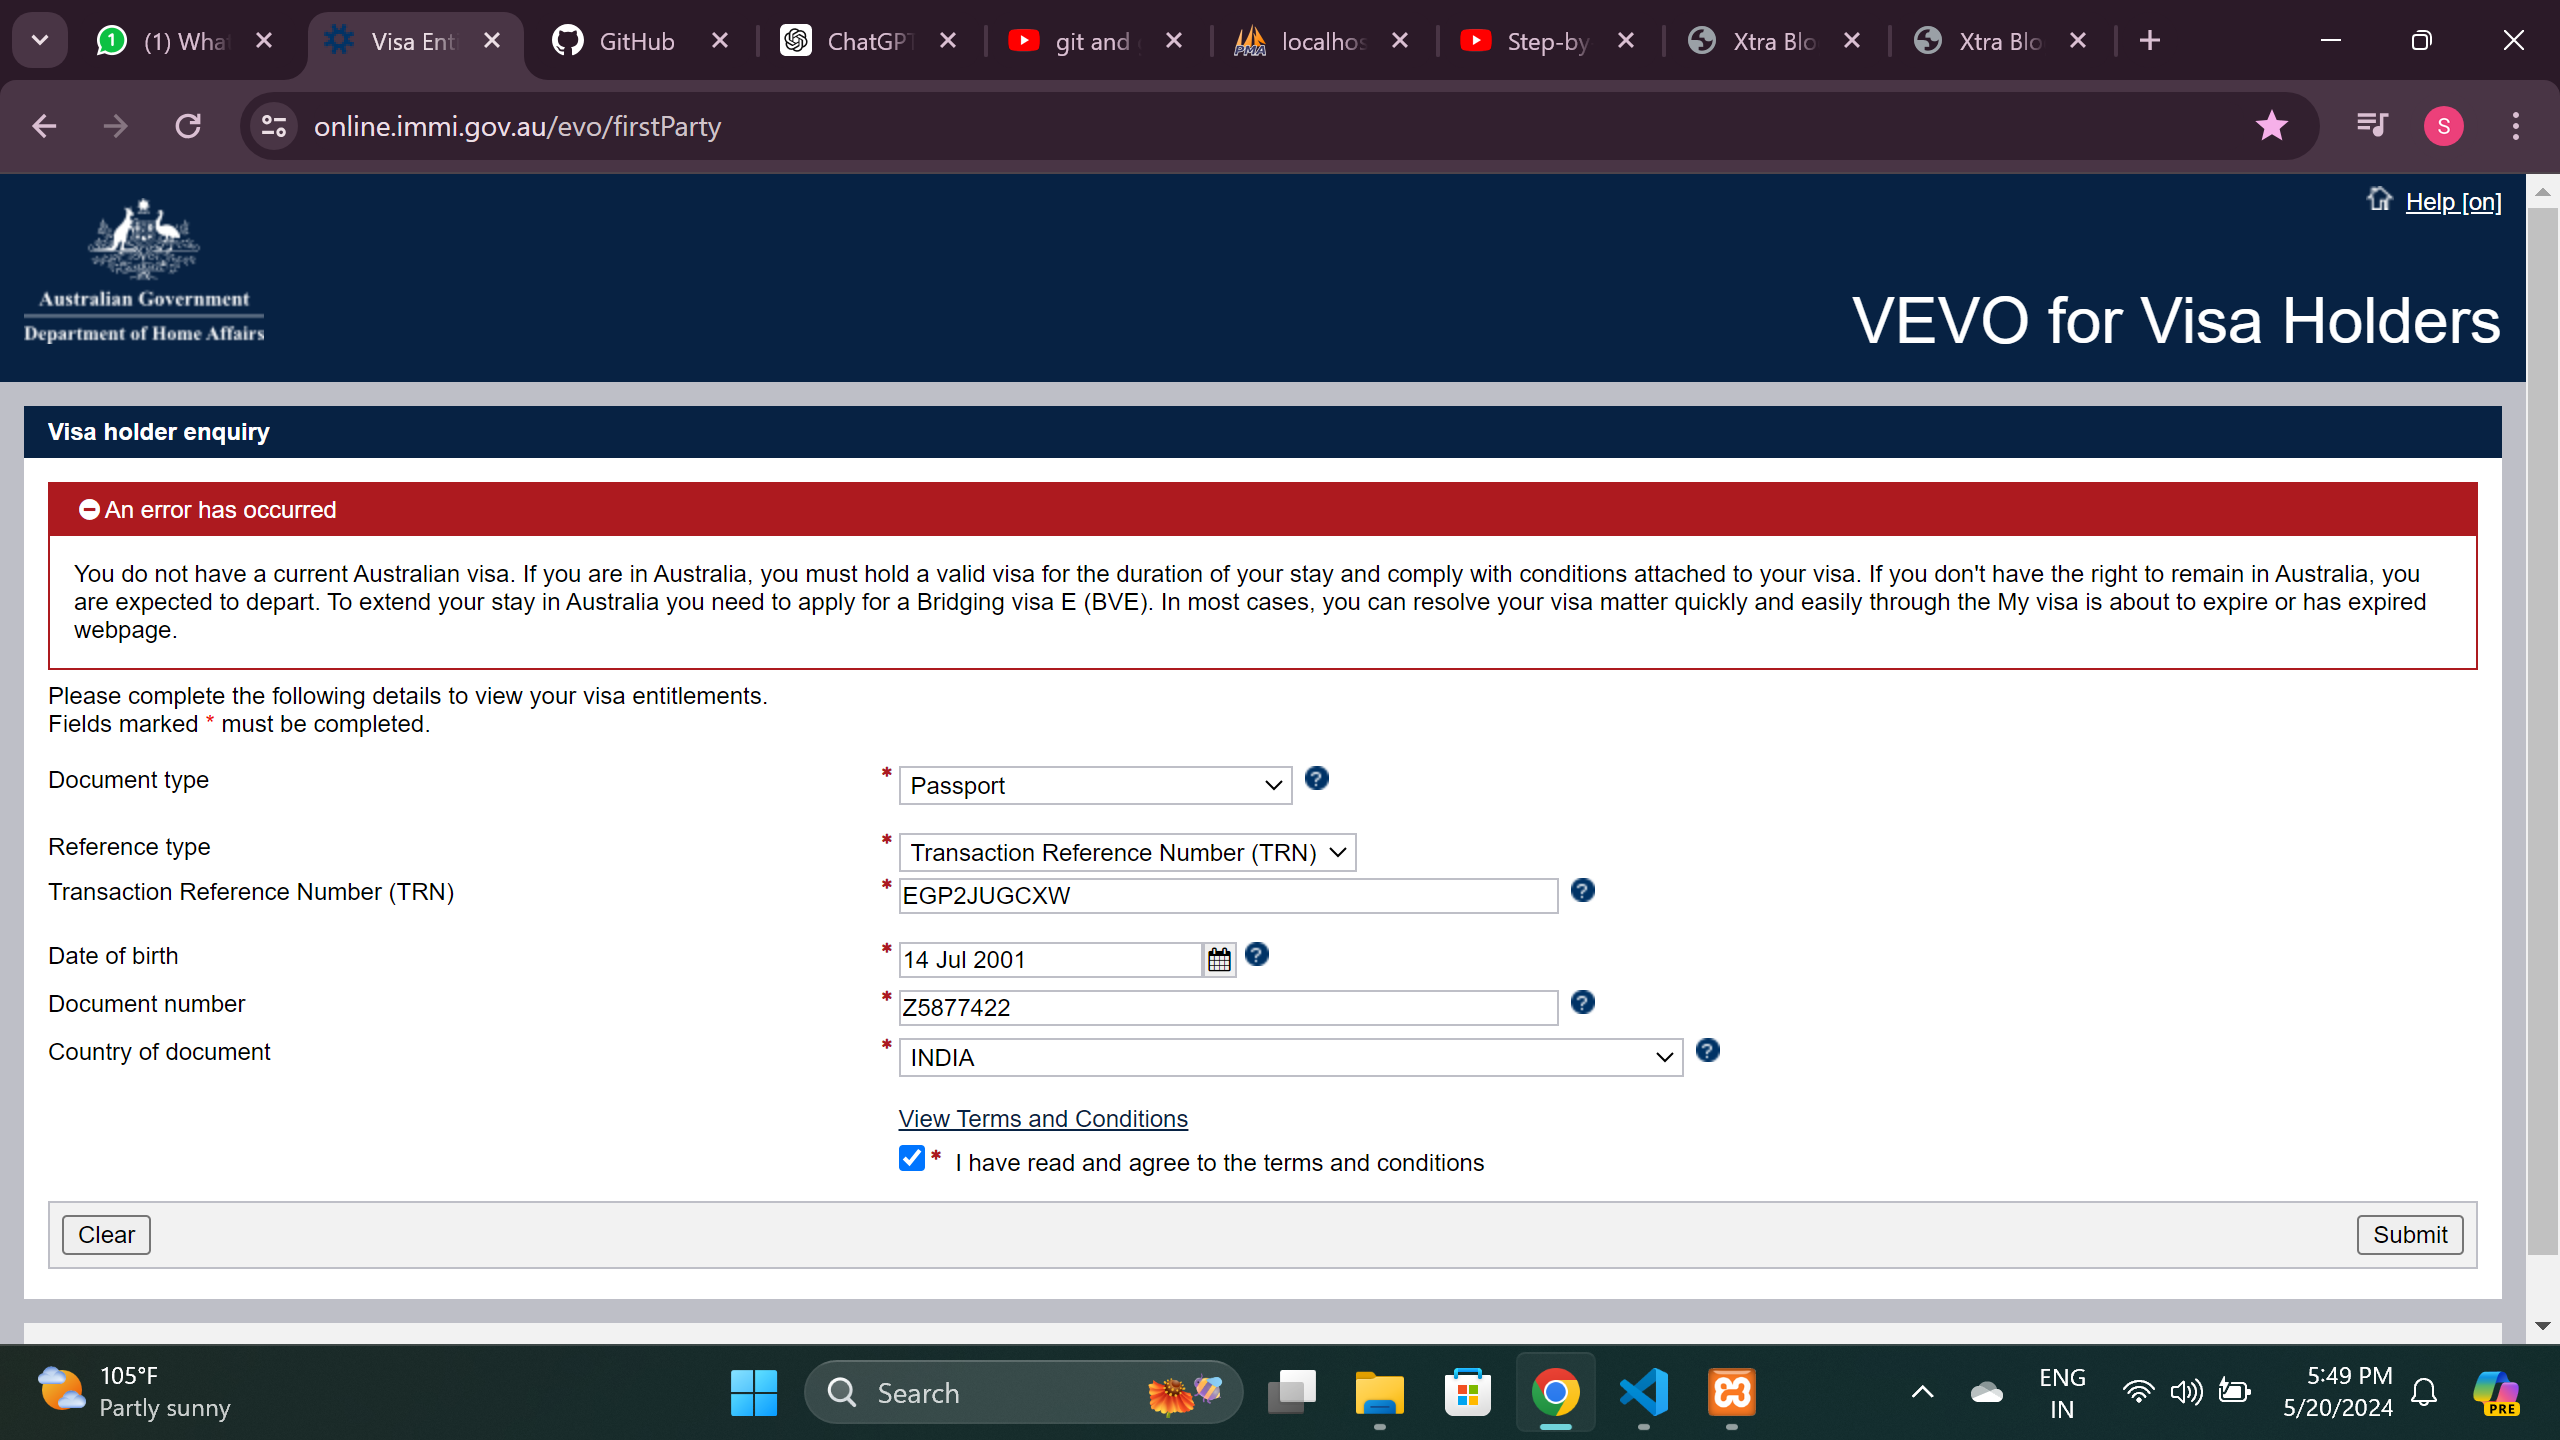 (1) What
Visa Enti
GitHub
ChatGPT
git and
localhos
Step-by
Xtra Blo
Xtra Blo
online.immi.gov.au/evo/firstParty
S
Help [on]
Australian Government
Department of Home Affairs
VEVO for Visa Holders
Visa holder enquiry
An error has occurred
You do not have a current Australian visa. If you are in Australia, you must hold a valid visa for the duration of your stay and comply with conditions attached to your visa. If you don't have the right to remain in Australia, you
are expected to depart. To extend your stay in Australia you need to apply for a Bridging visa E (BVE). In most cases, you can resolve your visa matter quickly and easily through the My visa is about to expire or has expired
webpage.
Please complete the following details to view your visa entitlements.
Fields marked * must be completed.
Document type * Passport
Reference type * Transaction Reference Number (TRN)
Transaction Reference Number (TRN) * EGP2JUGCXW
Date of birth * 14 Jul 2001
Document number * Z5877422
Country of document * INDIA
View Terms and Conditions
* I have read and agree to the terms and conditions
Clear Submit
105°F
Partly sunny
Search
ENG
IN
5:49 PM
5/20/2024
PRE